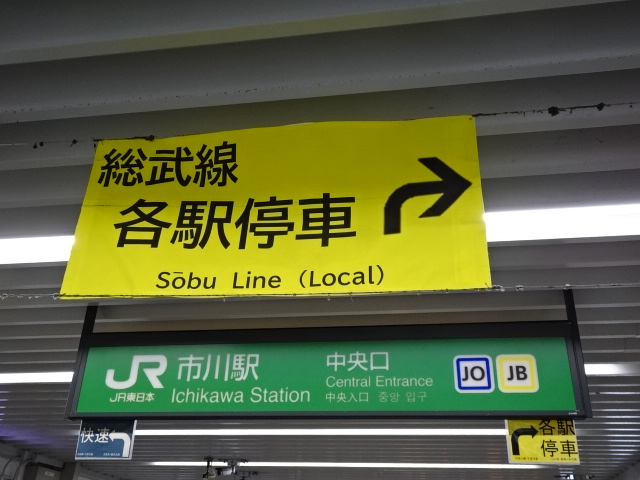 総武線
各駅停車
Sōbu Line (Local)
JR 市川駅 中央口
JR東日本 Ichikawa Station Central Entrance
中央入口 중앙 입구
JO JB
快速
各駅
停車